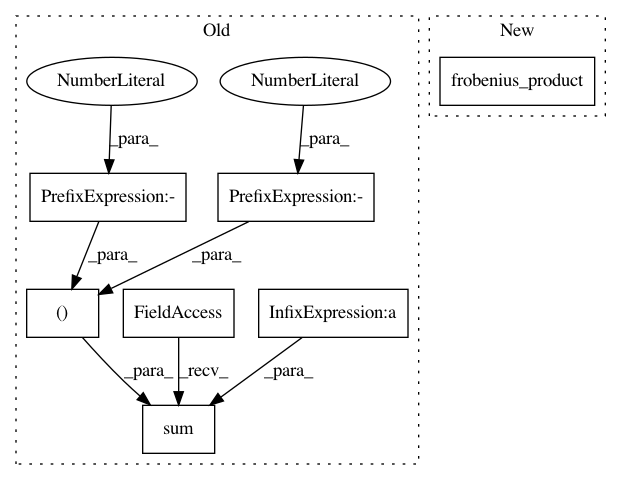 Old
New
NumberLiteral
NumberLiteral
frobenius_product
_para_
_para_
PrefixExpression:-
PrefixExpression:-
_para_
_para_
()
FieldAccess
InfixExpression:a
_para_
_recv_
_para_
sum